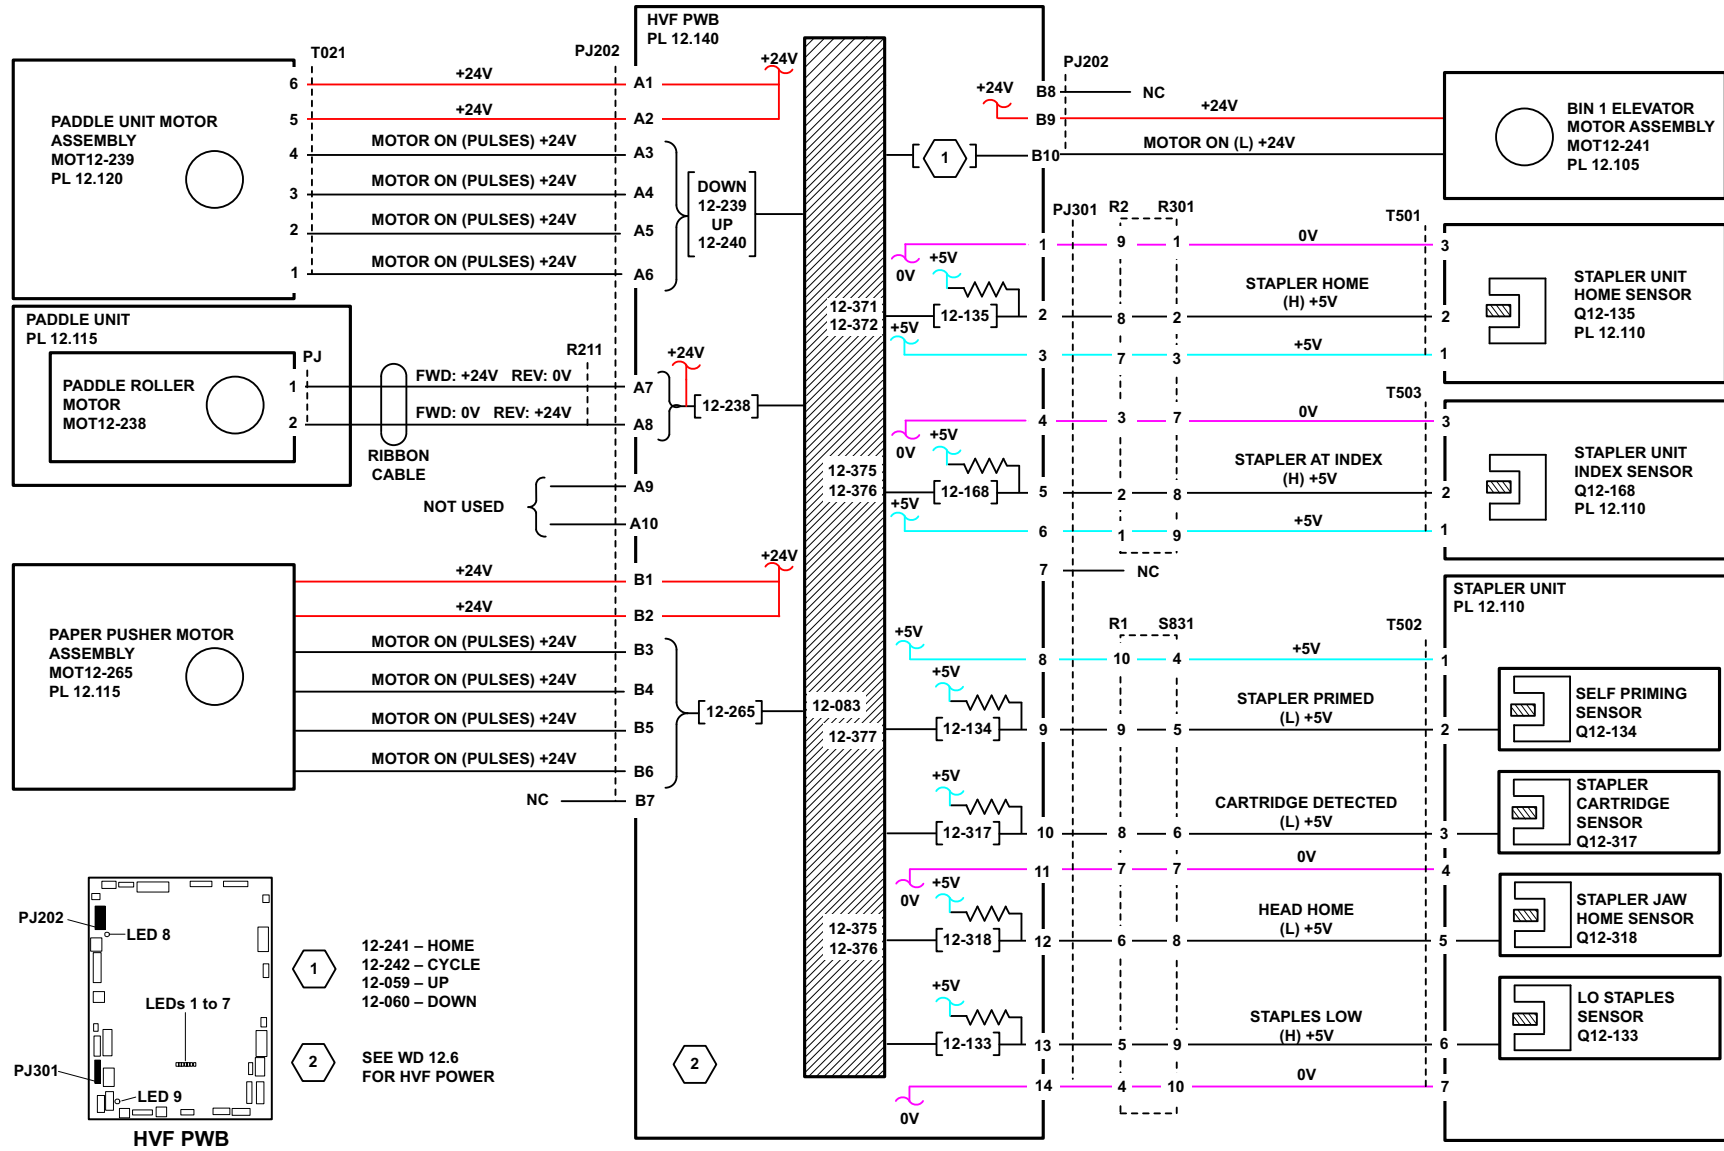 HVF PWB
PL 12.140
T021
PJ202
PADDLE UNIT MOTOR
ASSEMBLY
MOT12-239
PL 12.120
6 +24V A1 +24V
5 +24V A2
4 MOTOR ON (PULSES) +24V A3
3 MOTOR ON (PULSES) +24V A4
2 MOTOR ON (PULSES) +24V A5
1 MOTOR ON (PULSES) +24V A6
DOWN
12-239
UP
12-240
PADDLE UNIT
PL 12.115
PADDLE ROLLER
MOTOR
MOT12-238
PJ
R211
1 FWD: +24V REV: 0V A7
2 FWD: 0V REV: +24V A8
+24V
12-238
RIBBON
CABLE
NOT USED
A9
A10
PAPER PUSHER MOTOR
ASSEMBLY
MOT12-265
PL 12.115
+24V B1 +24V
+24V B2
MOTOR ON (PULSES) +24V B3
MOTOR ON (PULSES) +24V B4
MOTOR ON (PULSES) +24V B5
MOTOR ON (PULSES) +24V B6
NC B7
12-265
12-371
12-372
12-375
12-376
12-083
12-377
12-375
12-376
2
PJ202
B8 NC
+24V B9 +24V
1 B10 MOTOR ON (L) +24V
BIN 1 ELEVATOR
MOTOR ASSEMBLY
MOT12-241
PL 12.105
PJ301 R2 R301 T501
0V 1 9 1 0V 3
+5V
12-135 2 8 2 STAPLER HOME
(H) +5V 2
+5V 3 7 3 +5V 1
STAPLER UNIT
HOME SENSOR
Q12-135
PL 12.110
T503
0V 4 3 7 0V 3
+5V
12-168 5 2 8 STAPLER AT INDEX
(H) +5V 2
+5V 6 1 9 +5V 1
STAPLER UNIT
INDEX SENSOR
Q12-168
PL 12.110
7 NC
STAPLER UNIT
PL 12.110
R1 S831 T502
+5V 8 10 4 +5V 1
+5V
12-134 9 9 5 STAPLER PRIMED
(L) +5V 2
SELF PRIMING
SENSOR
Q12-134
+5V
12-317 10 8 6 CARTRIDGE DETECTED
(L) +5V 3
STAPLER
CARTRIDGE
SENSOR
Q12-317
0V 11 7 7 0V 4
+5V
12-318 12 6 8 HEAD HOME
(L) +5V 5
STAPLER JAW
HOME SENSOR
Q12-318
+5V
12-133 13 5 9 STAPLES LOW
(H) +5V 6
LO STAPLES
SENSOR
Q12-133
0V 14 4 10 0V 7
PJ202
LED 8
LEDs 1 to 7
PJ301
LED 9
HVF PWB
1
12-241 – HOME
12-242 – CYCLE
12-059 – UP
12-060 – DOWN
2
SEE WD 12.6
FOR HVF POWER